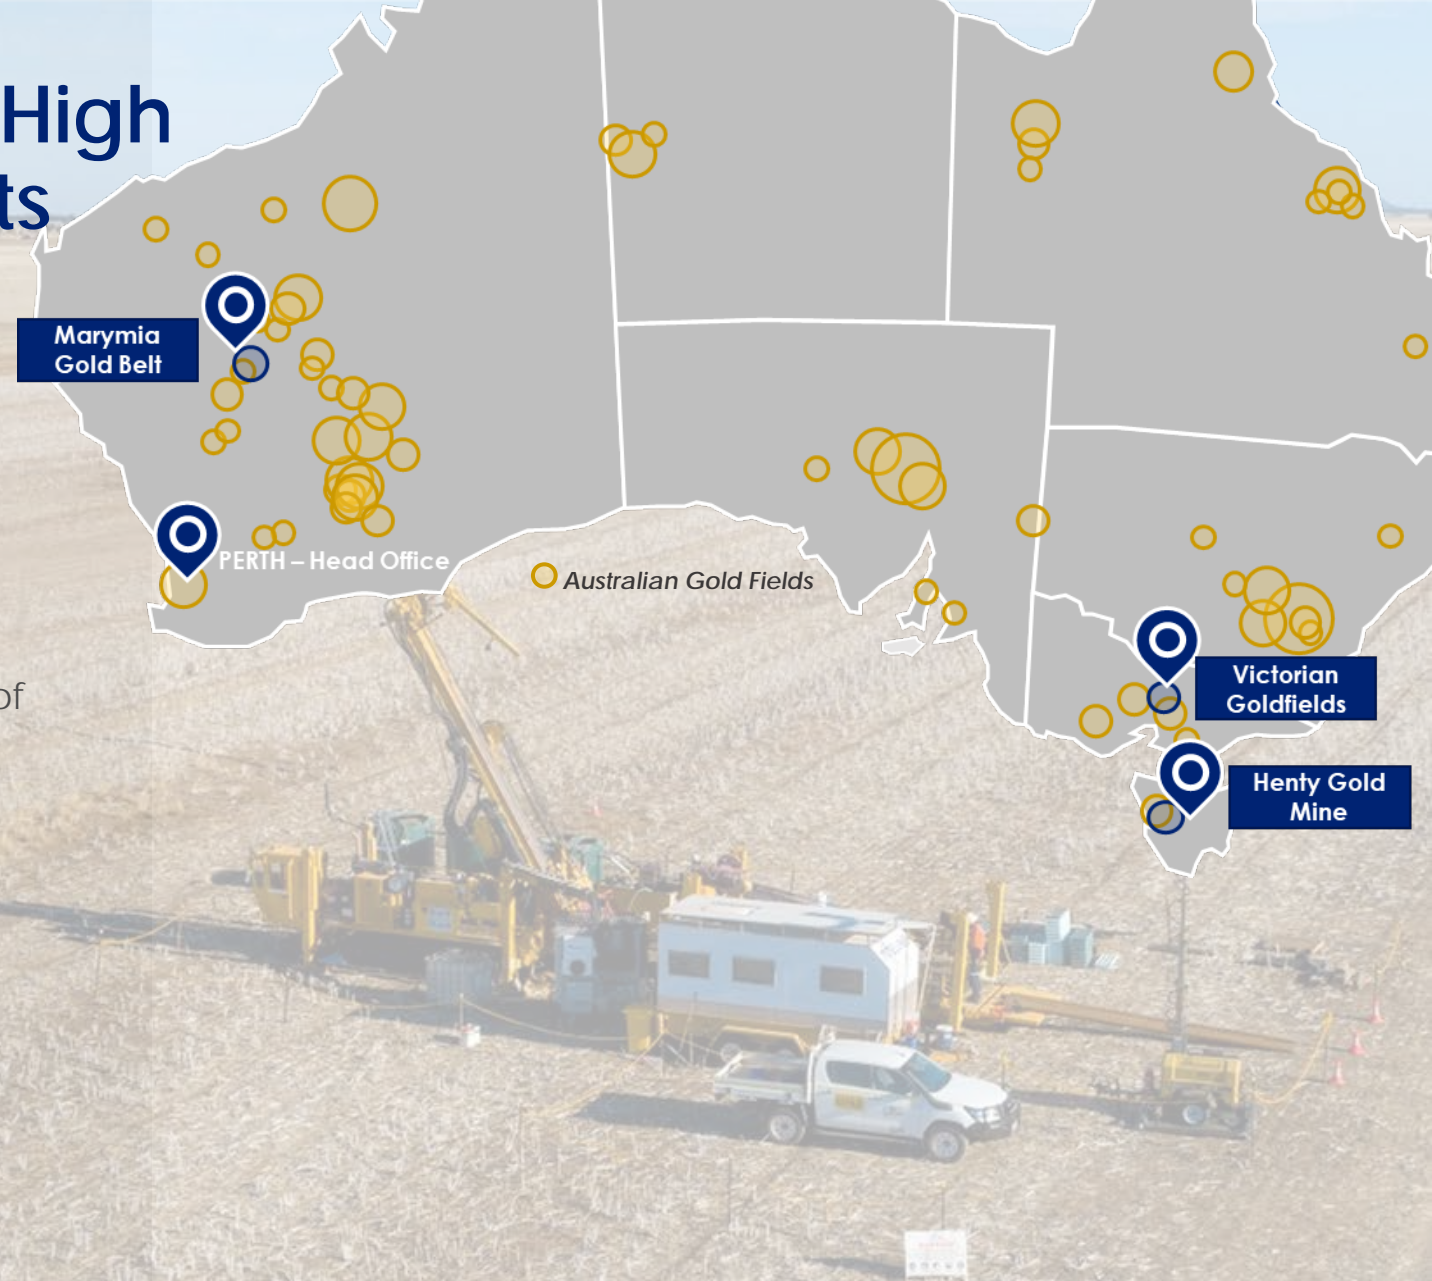 High
ts
Marymia
Gold Belt
PERTH – Head Office
Australian Gold Fields
of
Victorian
Goldfields
Henty Gold
Mine